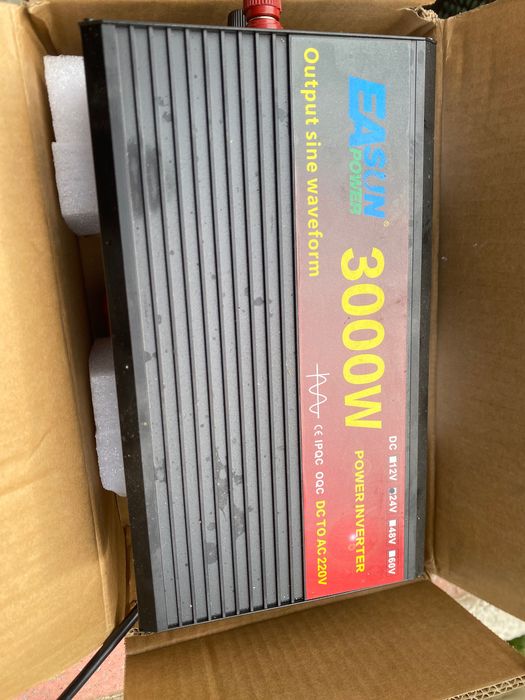 EASUN
POWER
®
3000W
POWER INVERTER
DC ■12V ■24V ■48V ■60V
Output sine waveform
CE IPQC OQC DC TO AC 220V